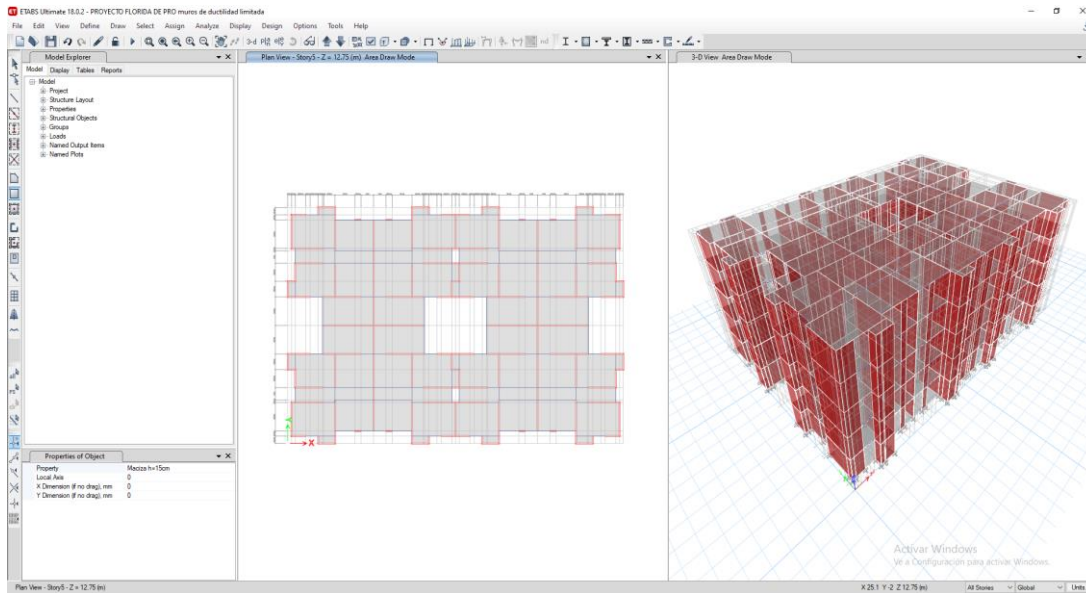 ETABS Ultimate 18.0.2 - PROYECTO FLORIDA DE PRO muros de ductilidad limitada
File Edit View Define Draw Select Assign Analyze Display Design Options Tools Help
Model Explorer
Model Display Tables Reports
Model
Project
Structure Layout
Properties
Structural Objects
Groups
Loads
Named Output Items
Named Plots
Plan View - Story5 - Z = 12.75 (m) Area Draw Mode
3-D View Area Draw Mode
X
Properties of Object
Property Maciza h=15cm
Local Axis 0
X Dimension (if no drag), mm 0
Y Dimension (if no drag), mm 0
Activar Windows
Ve a Configuración para activar Windows.
Plan View - Story5 - Z = 12.75 (m) X 25.1 Y -2 Z 12.75 (m) All Stories Global Units